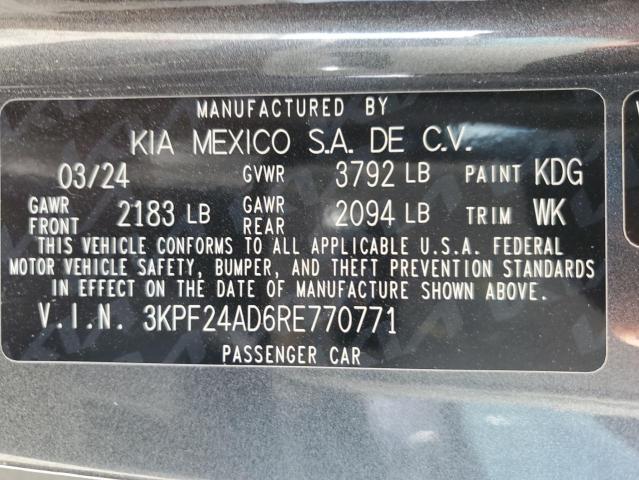 MANUFACTURED BY
KIA MEXICO S.A. DE C.V.
03/24 GVWR 3792 LB PAINT KDG
GAWR FRONT 2183 LB GAWR REAR 2094 LB TRIM WK
THIS VEHICLE CONFORMS TO ALL APPLICABLE U.S.A. FEDERAL
MOTOR VEHICLE SAFETY, BUMPER, AND THEFT PREVENTION STANDARDS
IN EFFECT ON THE DATE OF MANUFACTURE SHOWN ABOVE.
V.I.N. 3KPF24AD6RE770771
PASSENGER CAR